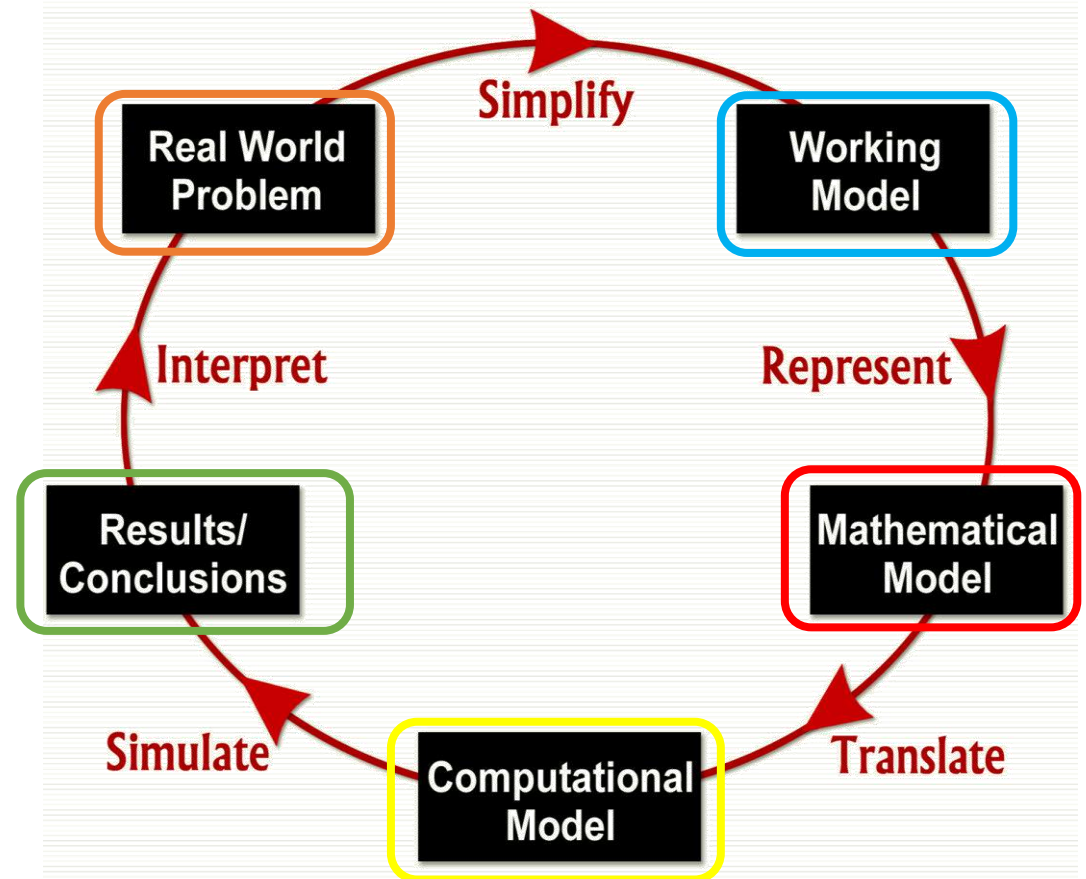 Simplify
Real World
Problem
Working
Model
Interpret
Represent
Results/
Conclusions
Mathematical
Model
Simulate
Translate
Computational
Model